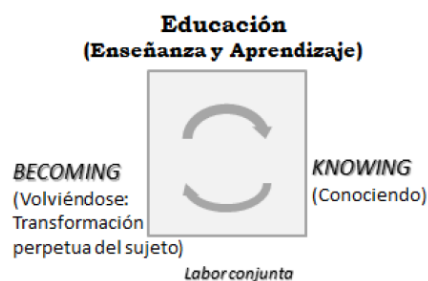 Educación
(Enseñanza y Aprendizaje)
BECOMING
(Volviéndose:
Transformación
perpetua del sujeto)
KNOWING
(Conociendo)
Labor conjunta